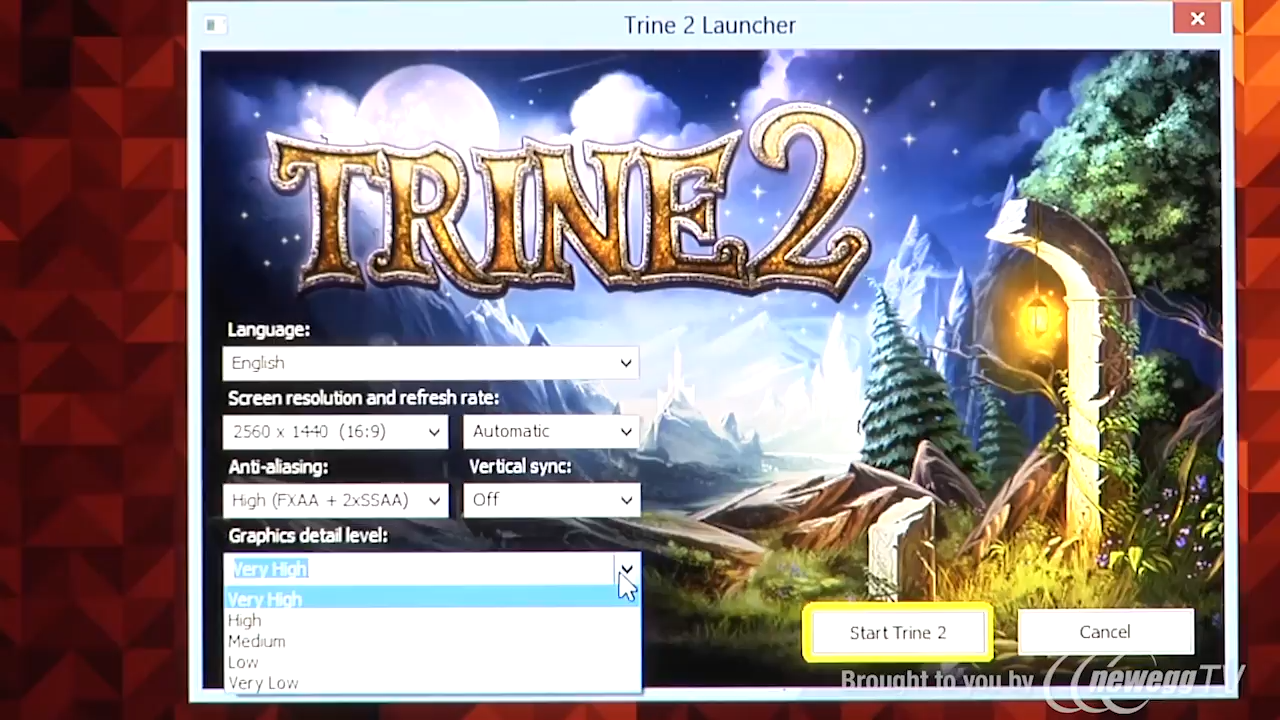 Trine 2 Launcher
TRINE 2
Language:
English
Screen resolution and refresh rate:
2560 x 1440 (16:9)
Automatic
Anti-aliasing:
Vertical sync:
High (FXAA + 2xSSAA)
Off
Graphics detail level:
Very High
Very High
High
Medium
Low
Very Low
Start Trine 2
Cancel
Brought to you by neweggTV